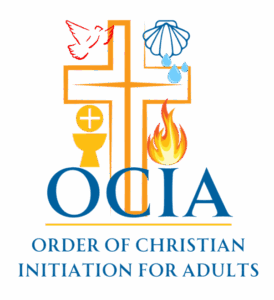 OCIA
ORDER OF CHRISTIAN
INITIATION FOR ADULTS